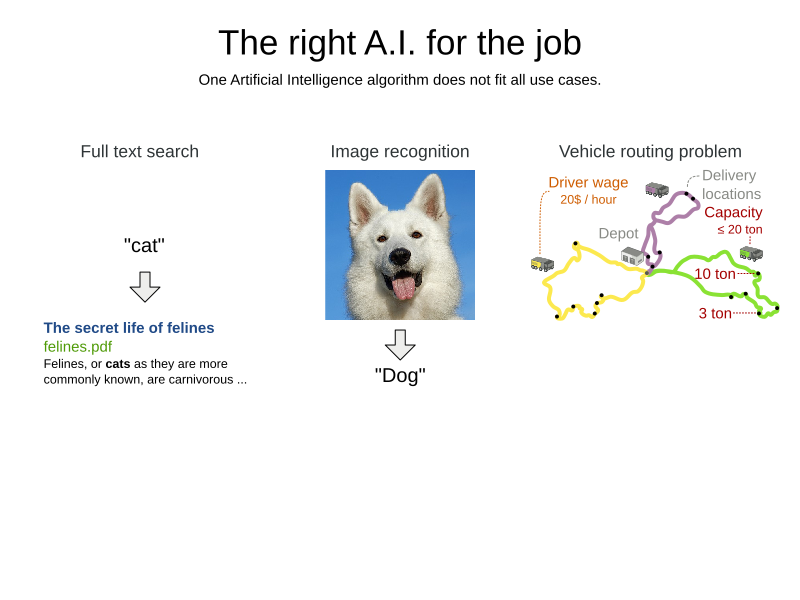 The right A.I. for the job
One Artificial Intelligence algorithm does not fit all use cases.
Full text search
"cat"
The secret life of felines
felines.pdf
Felines, or cats as they are more
commonly known, are carnivorous ...
Image recognition
"Dog"
Vehicle routing problem
Driver wage
20$ / hour
Delivery
locations
Capacity
≤ 20 ton
Depot
10 ton
3 ton